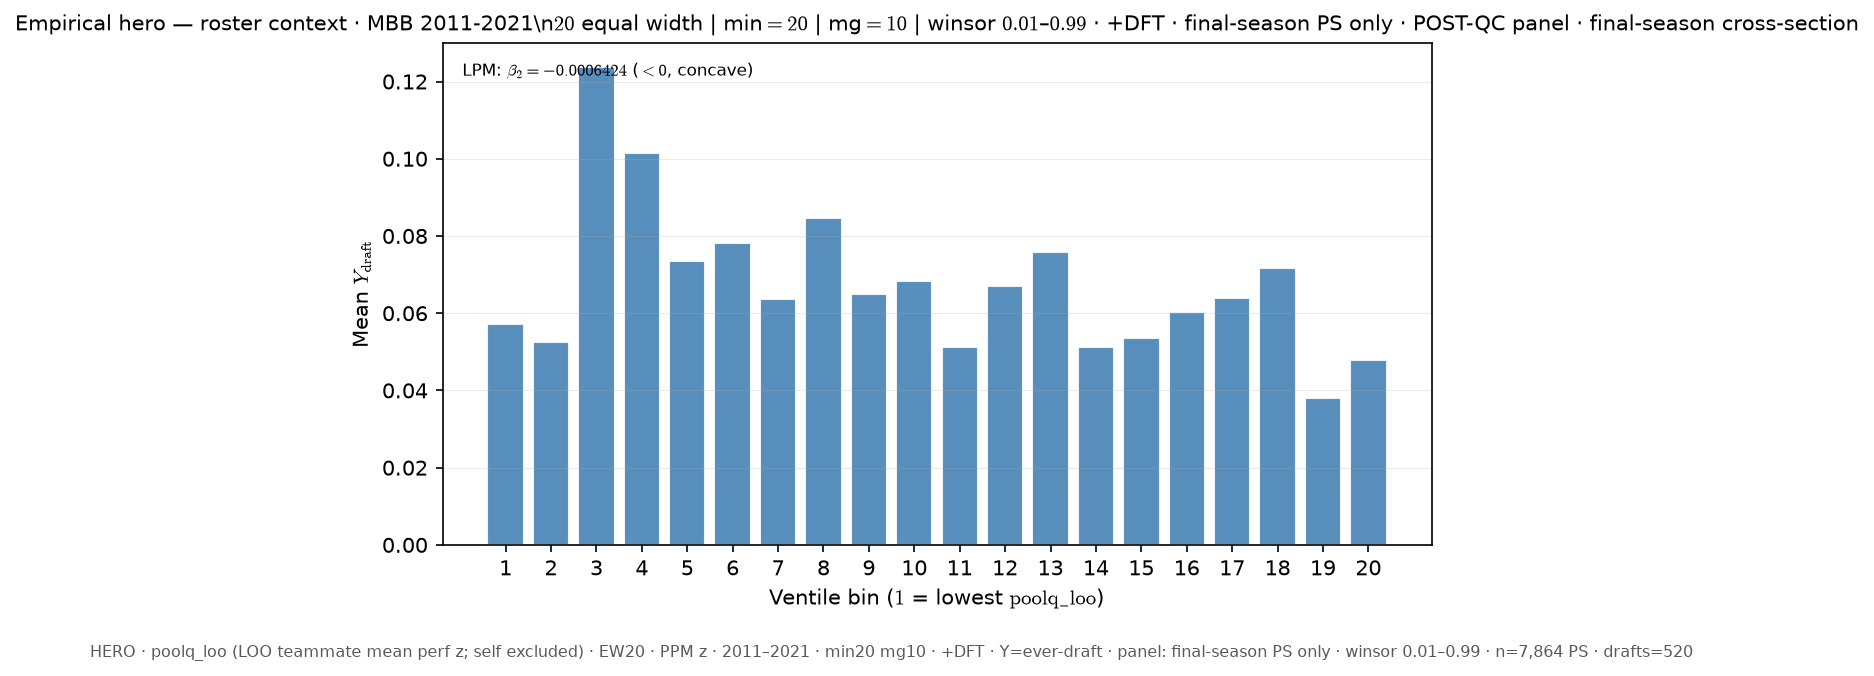 Empirical hero — roster context · MBB 2011-2021\n20 equal width | min = 20 | mg = 10 | winsor 0.01–0.99 · +DFT · final-season PS only · POST-QC panel · final-season cross-section
LPM: β₂ = −0.0006424 ( < 0, concave)
0.12
0.10
0.08
0.06
0.04
0.02
0.00
Mean Y_draft
1 2 3 4 5 6 7 8 9 10 11 12 13 14 15 16 17 18 19 20
Ventile bin (1 = lowest poolq_loo)
HERO · poolq_loo (LOO teammate mean perf z; self excluded) · EW20 · PPM z · 2011–2021 · min20 mg10 · +DFT · Y=ever-draft · panel: final-season PS only · winsor 0.01–0.99 · n=7,864 PS · drafts=520